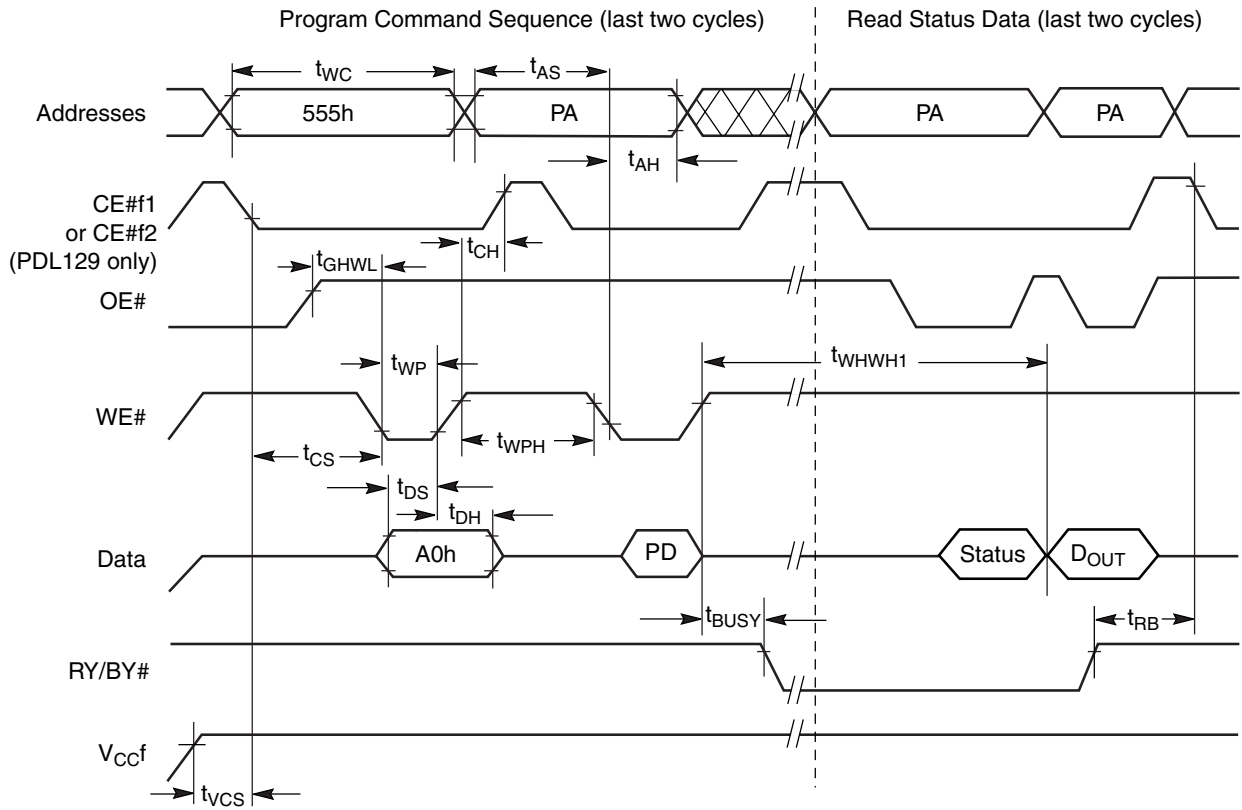 Program Command Sequence (last two cycles) Read Status Data (last two cycles)
tWC tAS
Addresses 555h PA PA PA
tAH
CE#f1
or CE#f2
(PDL129 only)
tCH
tGHWL
OE#
tWP tWHWH1
WE#
tCS tWPH
tDS
tDH
Data A0h PD Status DOUT
tBUSY tRB
RY/BY#
VCCf
tVCS